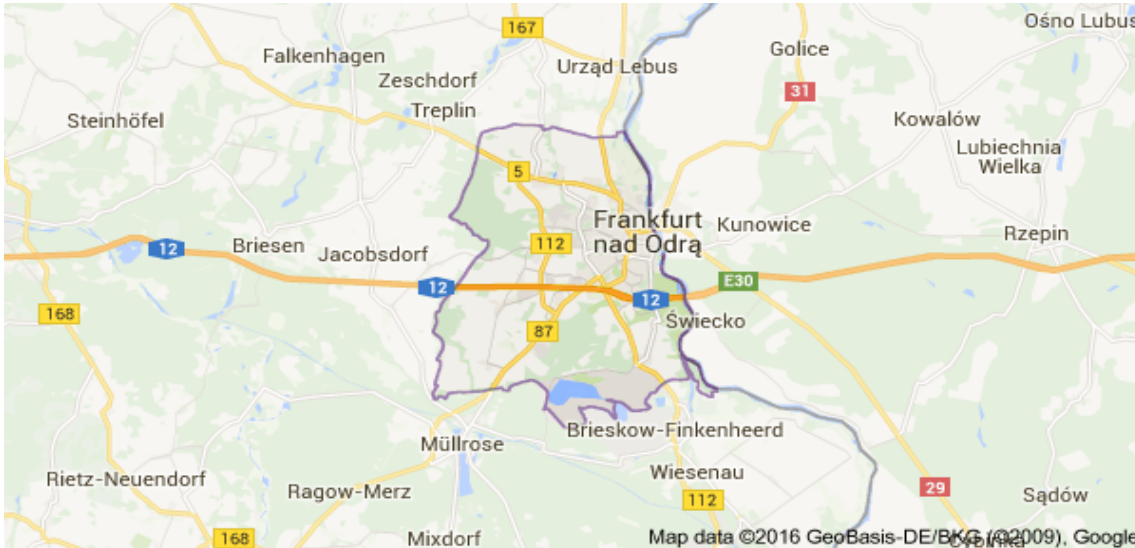 167
Ośno Lubus
Falkenhagen
Golice
Urząd Lebus
Zeschdorf
31
Treplin
Steinhöfel
Kowalów
Lubiechnia
Wielka
5
Frankfurt
nad Odrą
Kunowice
Rzepin
12
Briesen
Jacobsdorf
112
E30
12
12
168
Świecko
87
Brieskow-Finkenheerd
Müllrose
Wiesenau
Rietz-Neuendorf
Ragow-Merz
29
Sądów
112
168
Mixdorf
Map data ©2016 GeoBasis-DE/BKG (©2009), Google